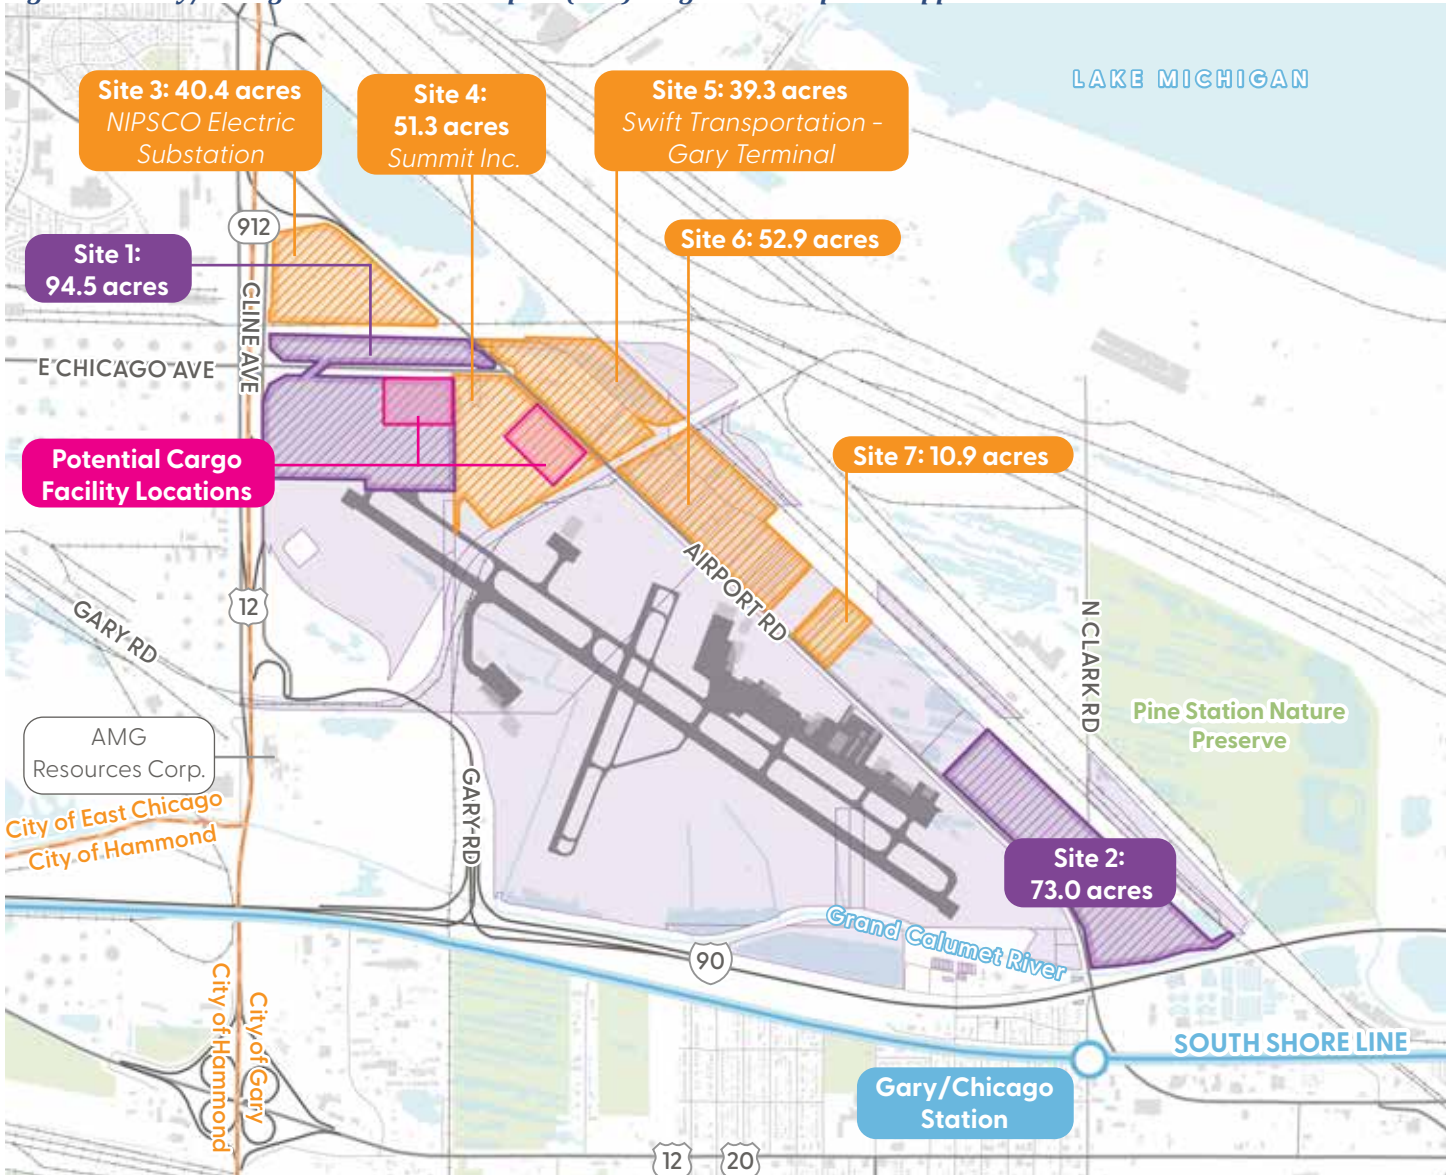 LAKE MICHIGAN
Site 3: 40.4 acres
NIPSCO Electric
Substation
Site 4:
51.3 acres
Summit Inc.
Site 5: 39.3 acres
Swift Transportation -
Gary Terminal
912
Site 6: 52.9 acres
Site 1:
94.5 acres
CLINE AVE
E CHICAGO AVE
Potential Cargo
Facility Locations
Site 7: 10.9 acres
AIRPORT RD
12
GARY RD
N CLARK RD
Pine Station Nature
Preserve
AMG
Resources Corp.
GARY RD
City of East Chicago
City of Hammond
Site 2:
73.0 acres
Grand Calumet River
90
City of Hammond
City of Gary
SOUTH SHORE LINE
Gary/Chicago
Station
12
20